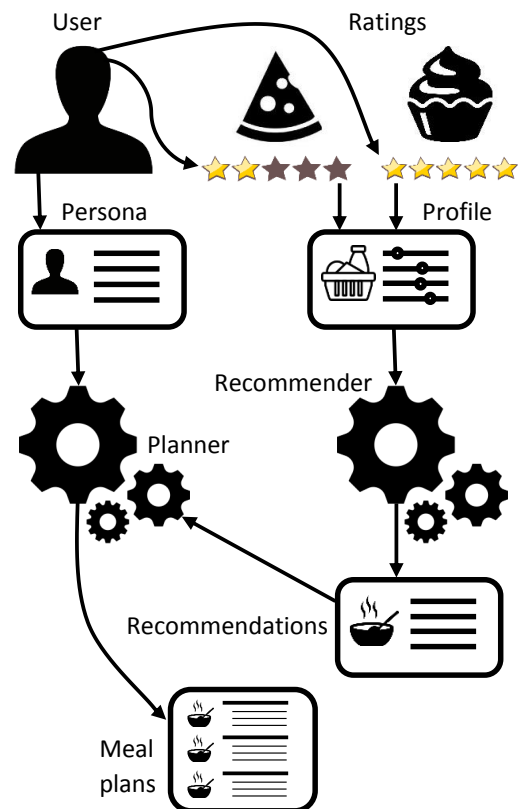 User
Ratings
Persona
Profile
Recommender
Planner
Recommendations
Meal
plans